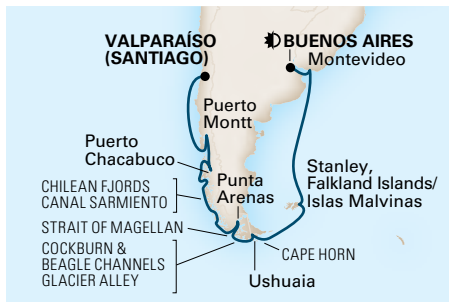 VALPARAÍSO
(SANTIAGO)
BUENOS AIRES
Montevideo
Puerto
Montt
Puerto
Chacabuco
CHILEAN FJORDS
CANAL SARMIENTO
Punta
Arenas
Stanley,
Falkland Islands/
Islas Malvinas
STRAIT OF MAGELLAN
COCKBURN &
BEAGLE CHANNELS
GLACIER ALLEY
CAPE HORN
Ushuaia